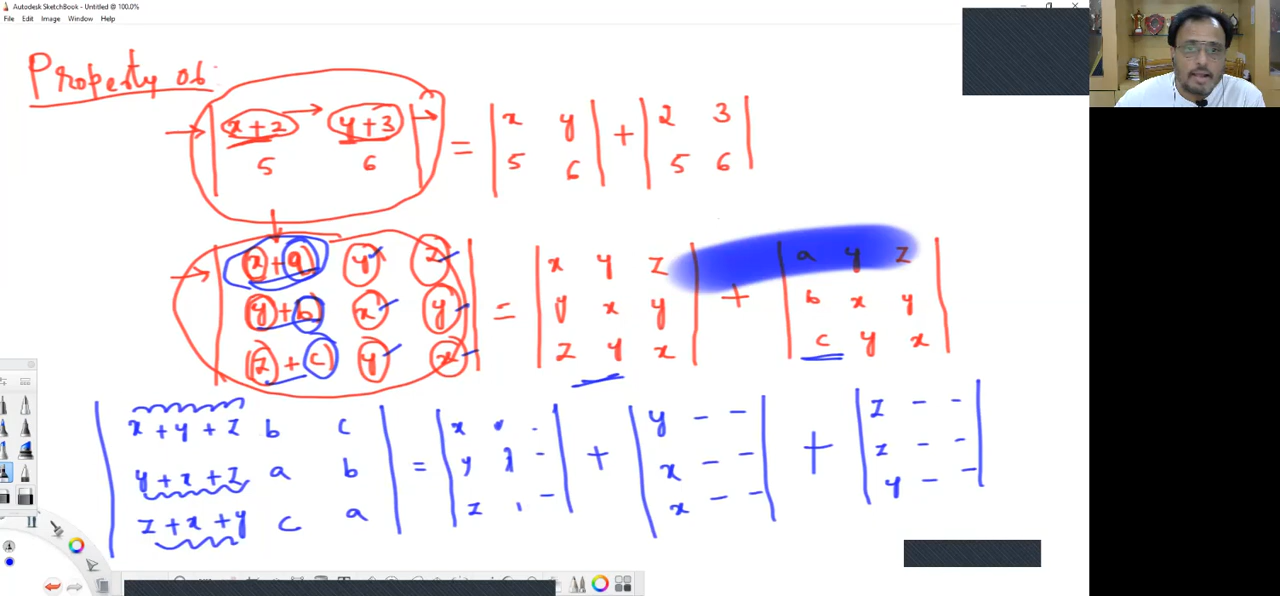 Autodesk SketchBook - Untitled @ 100.0%
File Edit Image Window Help
Property of:
| x+2 y+3 | = | x y | + | 2 3 |
| 5 6 | | 5 6 | | 5 6 |
| x+a y z | = | x y z | + | a y z |
| y+b x y | | y x y | | b x y |
| z+c y x | | z y x | | c y x |
| x+y+z b c | = | x . - | + | y - - | + | z - - |
| y+x+z a b | | y - | | x - - | | z - - |
| z+x+y c a | | z - | | x - - | | y - - |